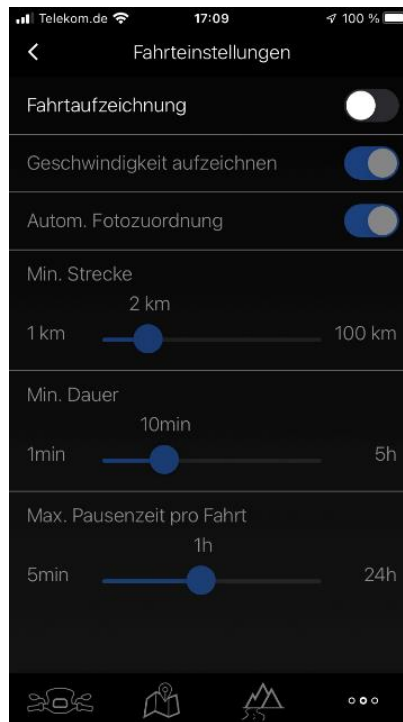 Telekom.de 17:09 100 %
Fahrteinstellungen
Fahrtaufzeichnung
Geschwindigkeit aufzeichnen
Autom. Fotozuordnung
Min. Strecke
2 km
1 km 100 km
Min. Dauer
10min
1min 5h
Max. Pausenzeit pro Fahrt
1h
5min 24h